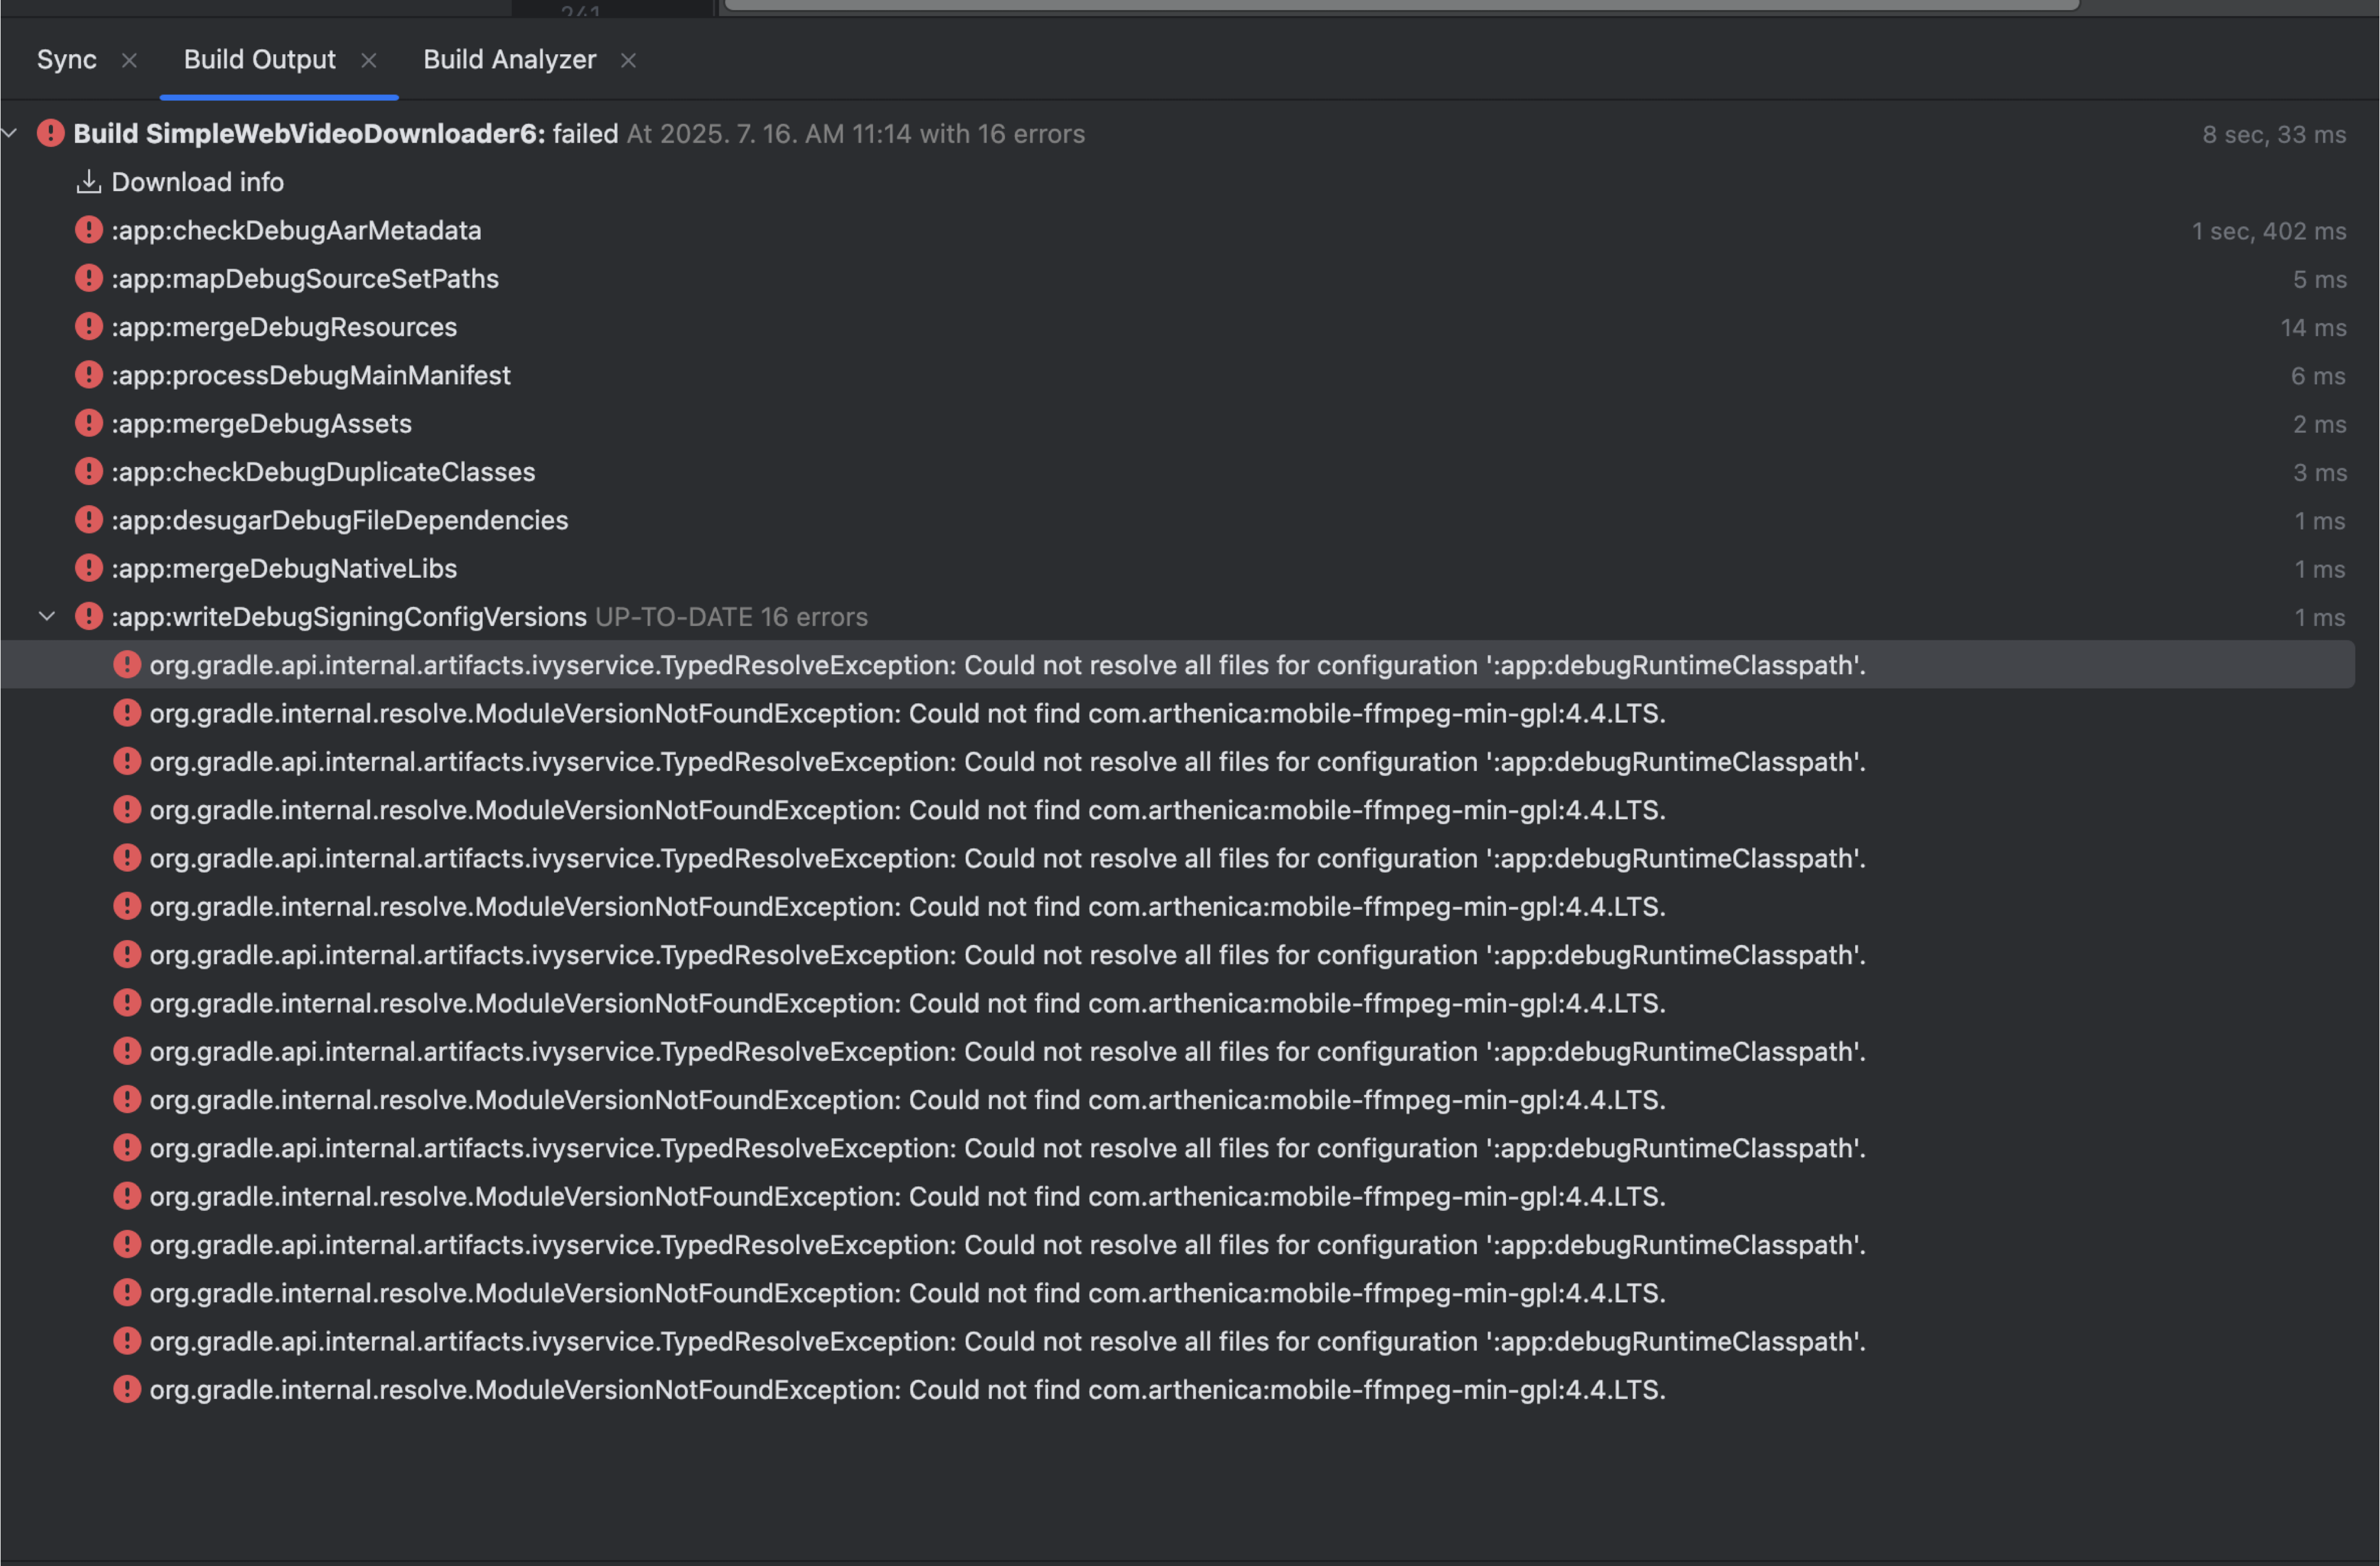 Sync
Build Output
Build Analyzer
Build SimpleWebVideoDownloader6: failed At 2025. 7. 16. AM 11:14 with 16 errors 8 sec, 33 ms
Download info
:app:checkDebugAarMetadata 1 sec, 402 ms
:app:mapDebugSourceSetPaths 5 ms
:app:mergeDebugResources 14 ms
:app:processDebugMainManifest 6 ms
:app:mergeDebugAssets 2 ms
:app:checkDebugDuplicateClasses 3 ms
:app:desugarDebugFileDependencies 1 ms
:app:mergeDebugNativeLibs 1 ms
:app:writeDebugSigningConfigVersions UP-TO-DATE 16 errors 1 ms
org.gradle.api.internal.artifacts.ivyservice.TypedResolveException: Could not resolve all files for configuration ':app:debugRuntimeClasspath'.
org.gradle.internal.resolve.ModuleVersionNotFoundException: Could not find com.arthenica:mobile-ffmpeg-min-gpl:4.4.LTS.
org.gradle.api.internal.artifacts.ivyservice.TypedResolveException: Could not resolve all files for configuration ':app:debugRuntimeClasspath'.
org.gradle.internal.resolve.ModuleVersionNotFoundException: Could not find com.arthenica:mobile-ffmpeg-min-gpl:4.4.LTS.
org.gradle.api.internal.artifacts.ivyservice.TypedResolveException: Could not resolve all files for configuration ':app:debugRuntimeClasspath'.
org.gradle.internal.resolve.ModuleVersionNotFoundException: Could not find com.arthenica:mobile-ffmpeg-min-gpl:4.4.LTS.
org.gradle.api.internal.artifacts.ivyservice.TypedResolveException: Could not resolve all files for configuration ':app:debugRuntimeClasspath'.
org.gradle.internal.resolve.ModuleVersionNotFoundException: Could not find com.arthenica:mobile-ffmpeg-min-gpl:4.4.LTS.
org.gradle.api.internal.artifacts.ivyservice.TypedResolveException: Could not resolve all files for configuration ':app:debugRuntimeClasspath'.
org.gradle.internal.resolve.ModuleVersionNotFoundException: Could not find com.arthenica:mobile-ffmpeg-min-gpl:4.4.LTS.
org.gradle.api.internal.artifacts.ivyservice.TypedResolveException: Could not resolve all files for configuration ':app:debugRuntimeClasspath'.
org.gradle.internal.resolve.ModuleVersionNotFoundException: Could not find com.arthenica:mobile-ffmpeg-min-gpl:4.4.LTS.
org.gradle.api.internal.artifacts.ivyservice.TypedResolveException: Could not resolve all files for configuration ':app:debugRuntimeClasspath'.
org.gradle.internal.resolve.ModuleVersionNotFoundException: Could not find com.arthenica:mobile-ffmpeg-min-gpl:4.4.LTS.
org.gradle.api.internal.artifacts.ivyservice.TypedResolveException: Could not resolve all files for configuration ':app:debugRuntimeClasspath'.
org.gradle.internal.resolve.ModuleVersionNotFoundException: Could not find com.arthenica:mobile-ffmpeg-min-gpl:4.4.LTS.